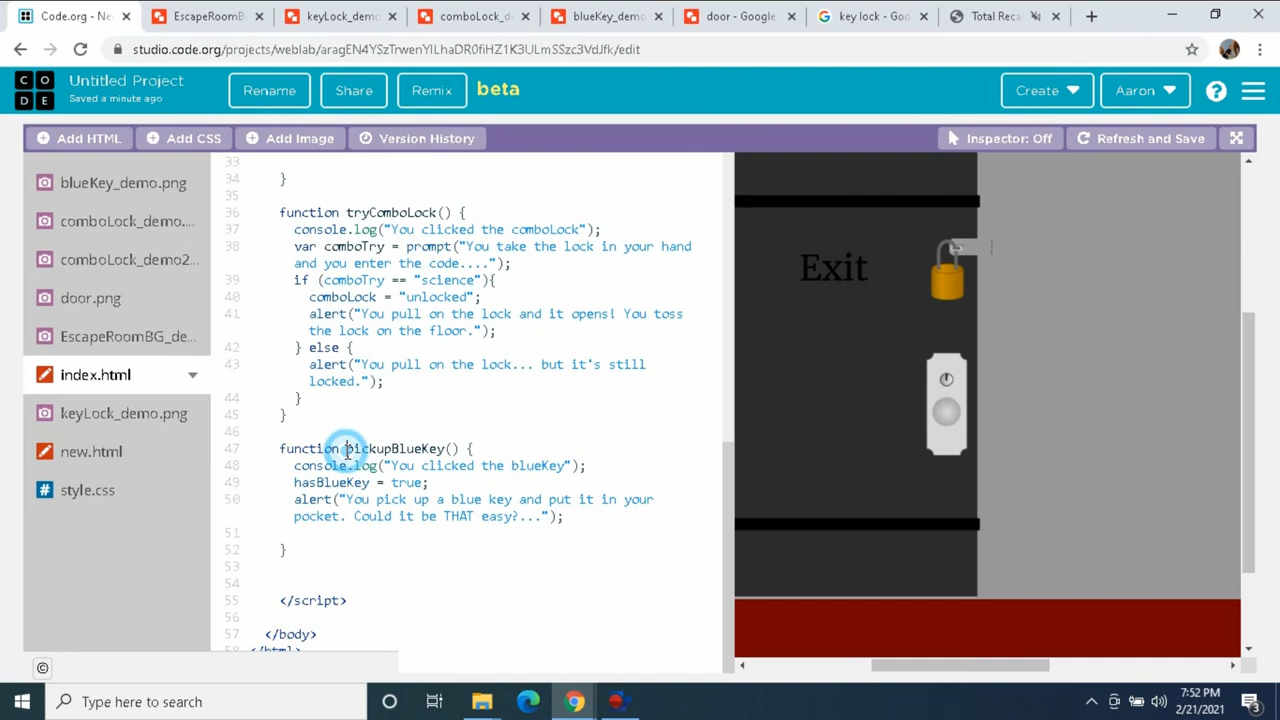 Code.org - Ne
EscapeRoomB
keyLock_demo
comboLock_d
blueKey_demo
door - Google
key lock - Goo
Total Reca
studio.code.org/projects/weblab/aragEN4YSzTrwenYILhaDR0fiHZ1K3ULmSSzc3VdJfk/edit
CODE
Untitled Project
Saved a minute ago
Rename
Share
Remix
beta
Create
Aaron
?
Add HTML
Add CSS
Add Image
Version History
Inspector: Off
Refresh and Save
blueKey_demo.png
comboLock_demo....
comboLock_demo2...
door.png
EscapeRoomBG_de...
index.html
keyLock_demo.png
new.html
style.css
33
34 }
35
36 function tryComboLock() {
37 console.log("You clicked the comboLock");
38 var comboTry = prompt("You take the lock in your hand
and you enter the code....");
39 if (comboTry == "science"){
40 comboLock = "unlocked";
41 alert("You pull on the lock and it opens! You toss
the lock on the floor.");
42 } else {
43 alert("You pull on the lock... but it's still
locked.");
44 }
45 }
46
47 function pickupBlueKey() {
48 console.log("You clicked the blueKey");
49 hasBlueKey = true;
50 alert("You pick up a blue key and put it in your
pocket. Could it be THAT easy?...");
51
52 }
53
54
55 </script>
56
57 </body>
58 </html>
Exit
©
Type here to search
7:52 PM
2/21/2021
3